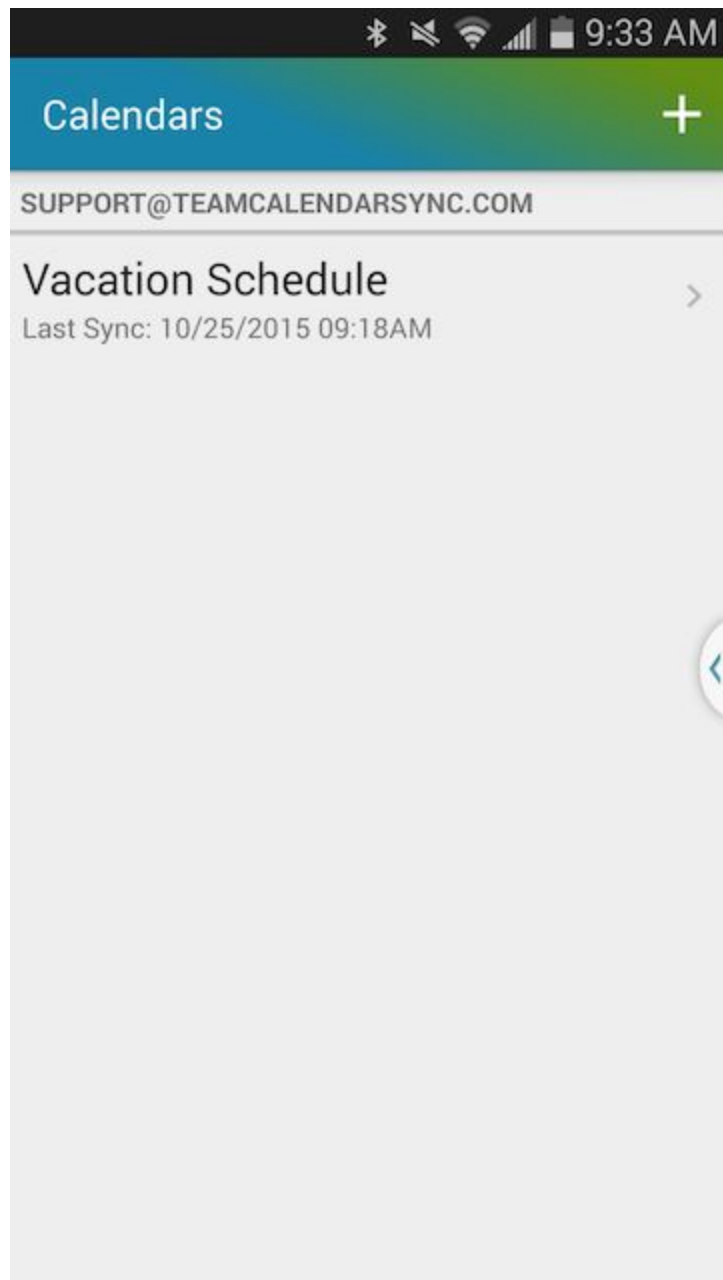 9:33 AM
Calendars
SUPPORT@TEAMCALENDARSYNC.COM
Vacation Schedule
Last Sync: 10/25/2015 09:18AM